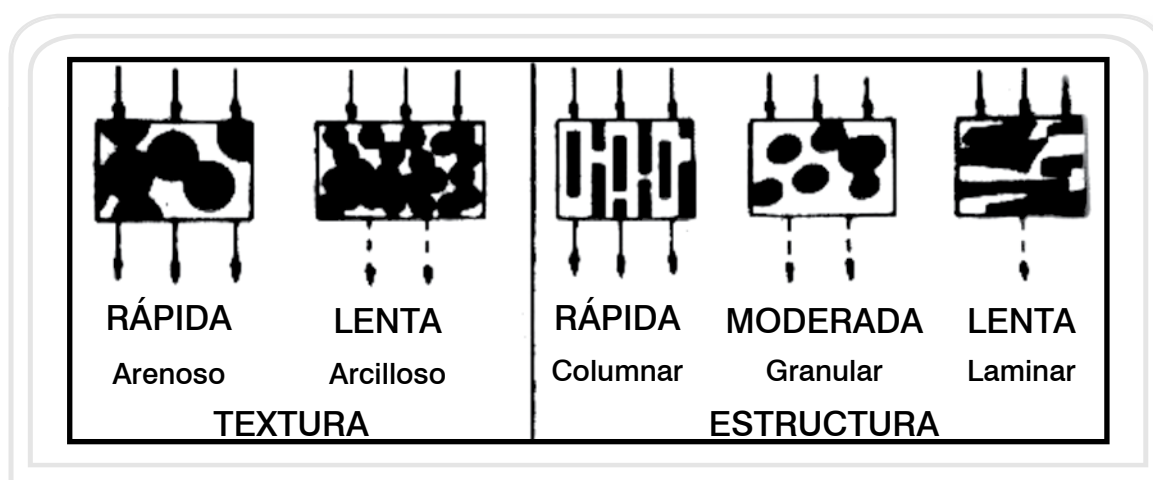 RÁPIDA LENTA RÁPIDA MODERADA LENTA
Arenoso Arcilloso Columnar Granular Laminar
TEXTURA ESTRUCTURA